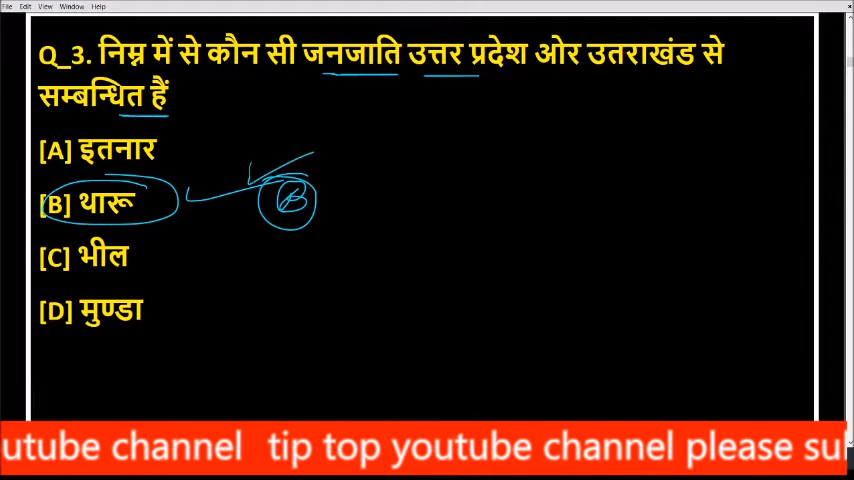 File Edit View Window Help
Q_3. निम्न में से कौन सी जनजाति उत्तर प्रदेश ओर उतराखंड से
सम्बन्धित हैं
[A] इतनार
[B] थारू
B
[C] भील
[D] मुण्डा
outube channel tip top youtube channel please su